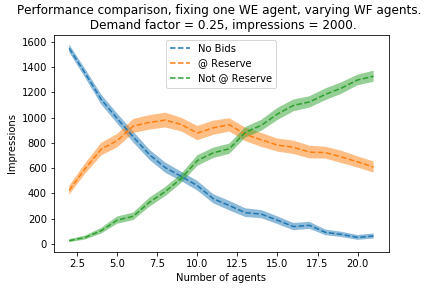 Performance comparison, fixing one WE agent, varying WF agents.
Demand factor = 0.25, impressions = 2000.
No Bids
@ Reserve
Not @ Reserve
Impressions
1600
1400
1200
1000
800
600
400
200
0
2.5 5.0 7.5 10.0 12.5 15.0 17.5 20.0
Number of agents